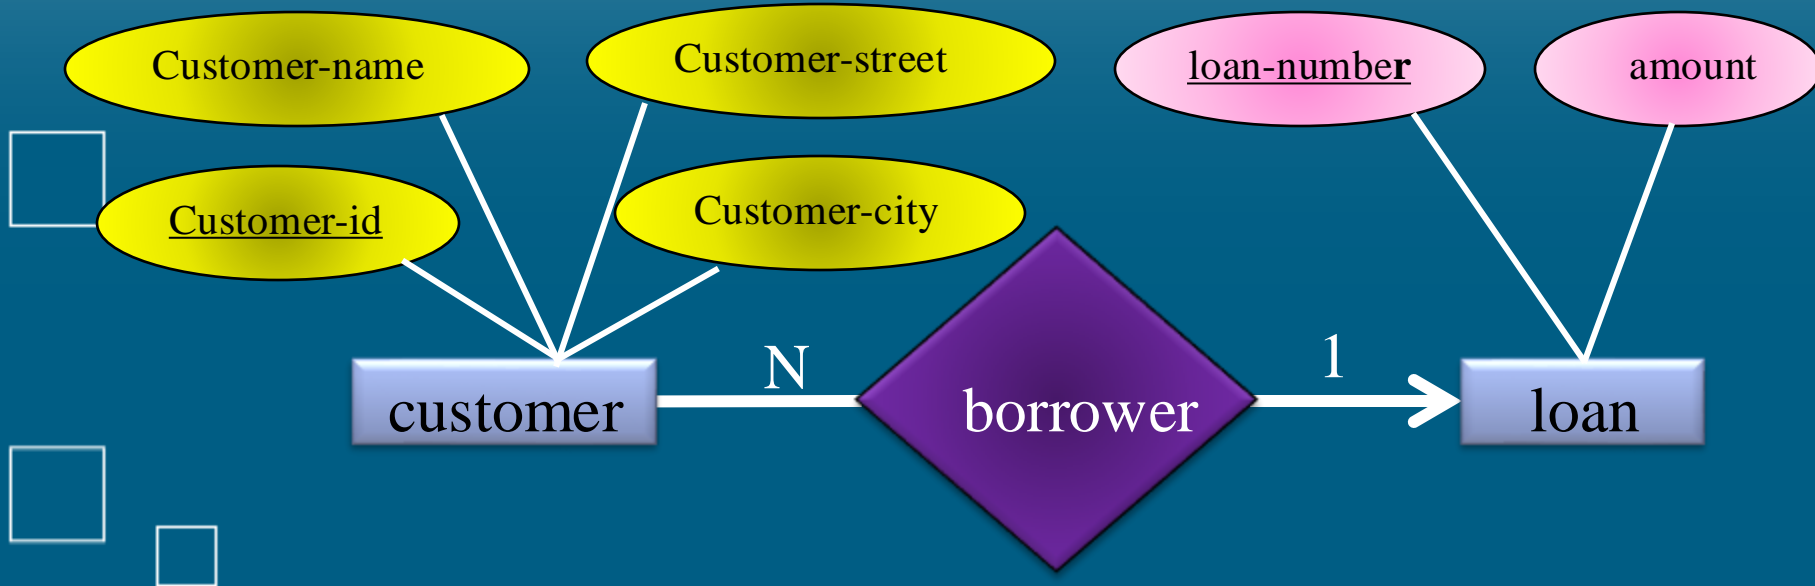 Customer-name
Customer-street
loan-number
amount
Customer-id
Customer-city
N
1
customer
borrower
loan